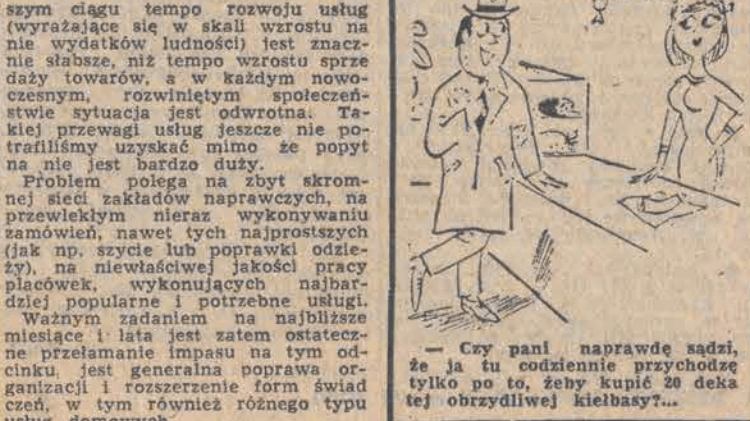 szym ciągu tempo rozwoju usług
(wyrażające się w skali wzrostu na
nie wydatków ludności) jest znacz-
nie słabsze, niż tempo wzrostu sprze
daży towarów, a w każdym nowo-
czesnym, rozwiniętym społeczeń-
stwie sytuacja jest odwrotna. Ta-
kiej przewagi usług jeszcze nie po-
trafiliśmy uzyskać mimo że popyt
na nie jest bardzo duży.
Problem polega na zbyt skrom-
nej sieci zakładów naprawczych, na
przewlekłym nieraz wykonywaniu
zamówień, nawet tych najprostszych
(jak np. szycie lub poprawki odzie-
ży), na niewłaściwej jakości pracy
placówek, wykonujących najbar-
dziej popularne i potrzebne usługi.
Ważnym zadaniem na najbliższe
miesiące i lata jest zatem ostatecz-
ne przełamanie impasu na tym od-
cinku, jest generalna poprawa or-
ganizacji i rozszerzenie form świad
czeń, w tym również różnego typu
usług domowych
— Czy pani naprawdę sądzi,
że ja tu codziennie przychodzę
tylko po to, żeby kupić 20 deka
tej obrzydliwej kiełbasy?...